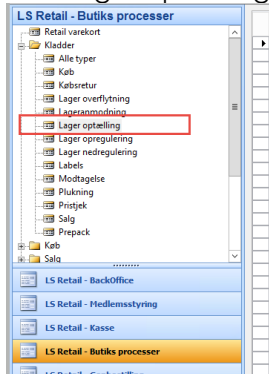 LS Retail - Butiks processer
Retail varekort
Kladder
Alle typer
Køb
Købsretur
Lager overflytning
Lageranmodning
Lager optælling
Lager opregulering
Lager nedregulering
Labels
Modtagelse
Plukning
Pristjek
Salg
Prepack
Køb
Salg
LS Retail - BackOffice
LS Retail - Medlemsstyring
LS Retail - Kasse
LS Retail - Butiks processer